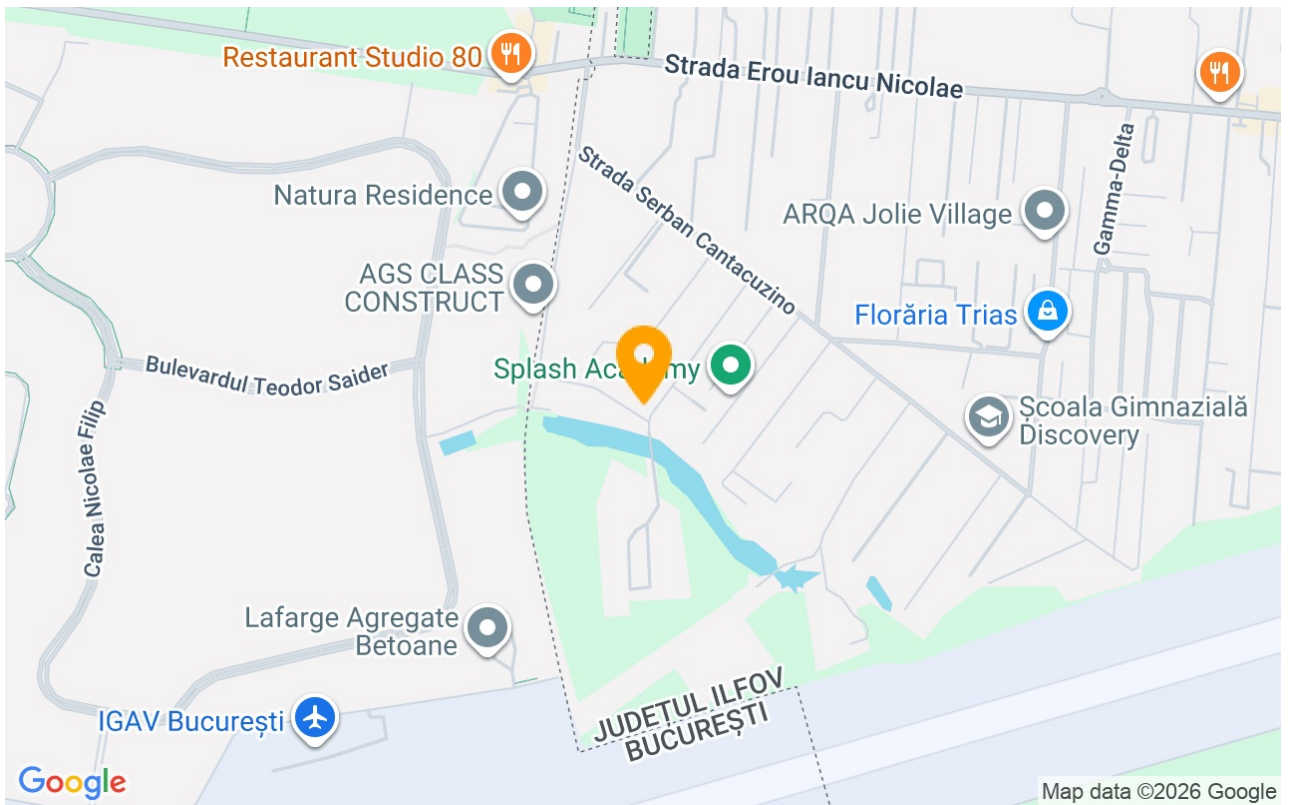 Restaurant Studio 80
Strada Erou Iancu Nicolae
Strada Serban Cantacuzino
Gamma-Delta
Natura Residence
ARQA Jolie Village
AGS CLASS
CONSTRUCT
Florăria Trias
Bulevardul Teodor Saider
Splash Academy
Școala Gimnazială
Discovery
Calea Nicolae Filip
Lafarge Agregate
Betoane
JUDEȚUL ILFOV
BUCUREȘTI
IGAV București
Google
Map data ©2026 Google